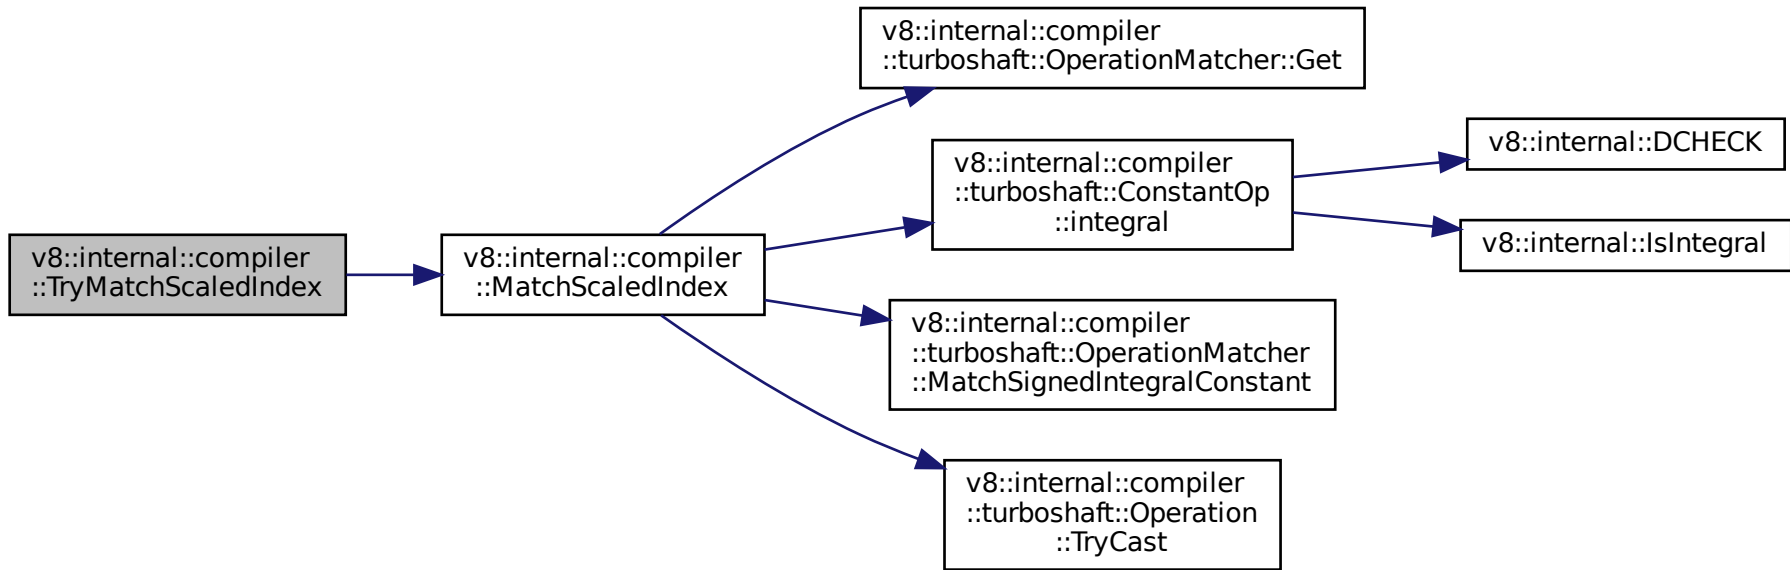 v8::internal::compiler
::TryMatchScaledIndex
v8::internal::compiler
::MatchScaledIndex
v8::internal::compiler
::turboshaft::OperationMatcher::Get
v8::internal::compiler
::turboshaft::ConstantOp
::integral
v8::internal::DCHECK
v8::internal::IsIntegral
v8::internal::compiler
::turboshaft::OperationMatcher
::MatchSignedIntegralConstant
v8::internal::compiler
::turboshaft::Operation
::TryCast